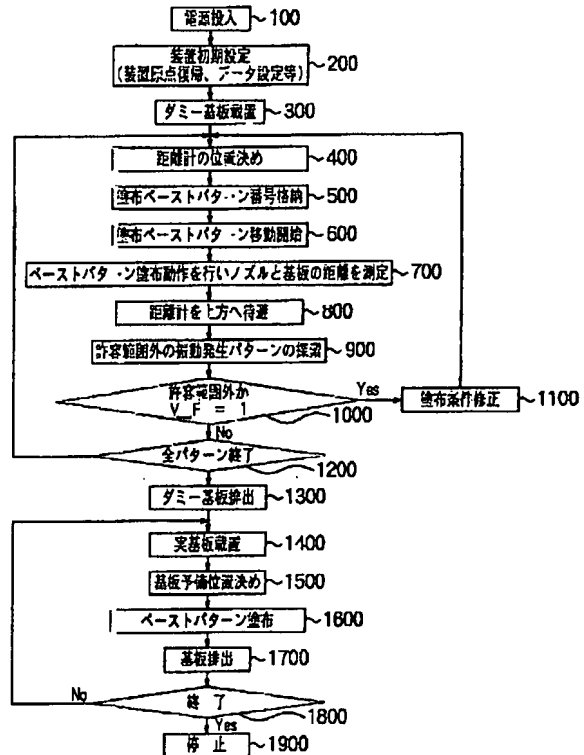 電源投入 100
装置初期設定
(装置原点復帰、データ設定等) 200
ダミー基板載置 300
距離計の位置決め 400
塗布ペーストパターン番号格納 500
塗布ペーストパターン移動開始 600
ペーストパターン塗布動作を行いノズルと基板の距離を測定 700
距離計を上方へ待避 800
許容範囲外の振動発生パターンの探索 900
許容範囲外か
V_F = 1 1000
Yes
塗布条件修正 1100
No
全パターン終了 1200
ダミー基板排出 1300
実基板載置 1400
基板予備位置決め 1500
ペーストパターン塗布 1600
基板排出 1700
No
終 了 1800
Yes
停 止 1900